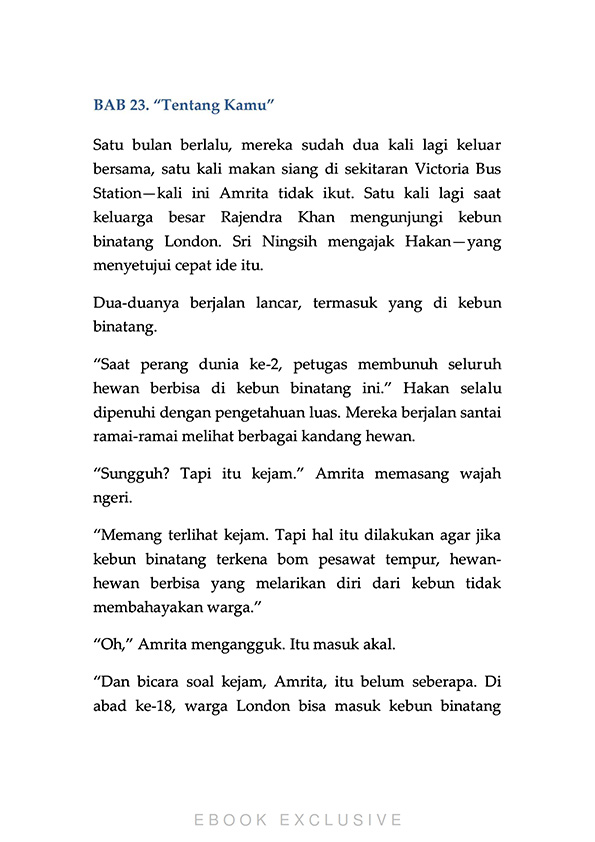 BAB 23. “Tentang Kamu”
Satu bulan berlalu, mereka sudah dua kali lagi keluar
bersama, satu kali makan siang di sekitaran Victoria Bus
Station—kali ini Amrita tidak ikut. Satu kali lagi saat
keluarga besar Rajendra Khan mengunjungi kebun
binatang London. Sri Ningsih mengajak Hakan—yang
menyetujui cepat ide itu.
Dua-duanya berjalan lancar, termasuk yang di kebun
binatang.
“Saat perang dunia ke-2, petugas membunuh seluruh
hewan berbisa di kebun binatang ini.” Hakan selalu
dipenuhi dengan pengetahuan luas. Mereka berjalan santai
ramai-ramai melihat berbagai kandang hewan.
“Sungguh? Tapi itu kejam.” Amrita memasang wajah
ngeri.
“Memang terlihat kejam. Tapi hal itu dilakukan agar jika
kebun binatang terkena bom pesawat tempur, hewan-
hewan berbisa yang melarikan diri dari kebun tidak
membahayakan warga.”
“Oh,” Amrita mengangguk. Itu masuk akal.
“Dan bicara soal kejam, Amrita, itu belum seberapa. Di
abad ke-18, warga London bisa masuk kebun binatang
EBOOK EXCLUSIVE